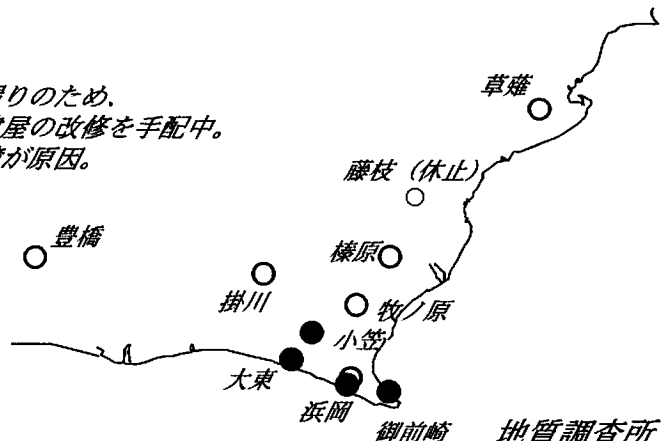 りのため、
屋の改修を手配中。
が原因。
草薙
藤枝（休止）
豊橋
榛原
掛川
牧ノ原
小笠
大東
浜岡
御前崎
地質調査所